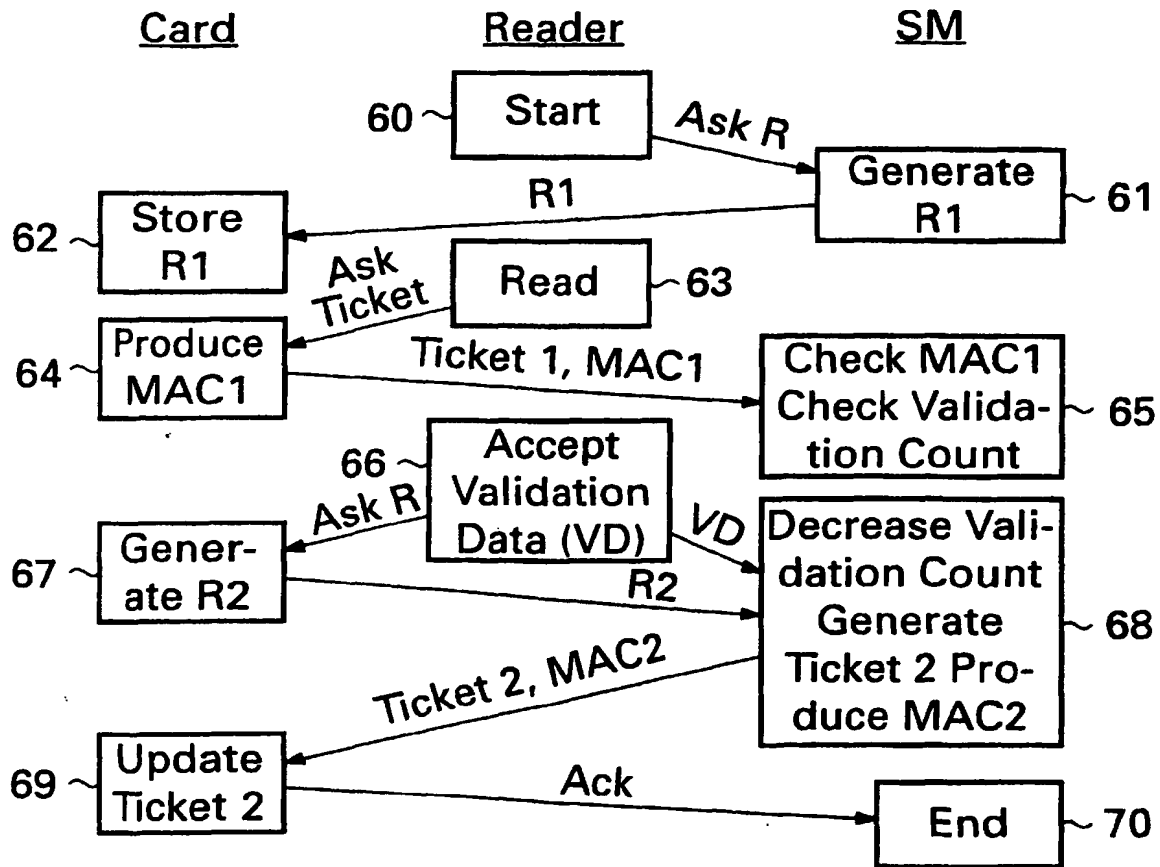 Card
Reader
SM
60
Start
Ask R
Generate
R1
61
R1
62
Store
R1
Ask
Ticket
Read
63
64
Produce
MAC1
Ticket 1, MAC1
Check MAC1
Check Valida-
tion Count
65
66
Accept
Validation
Data (VD)
Ask R
VD
67
Gener-
ate R2
R2
Decrease Vali-
dation Count
Generate
Ticket 2 Pro-
duce MAC2
68
Ticket 2, MAC2
69
Update
Ticket 2
Ack
End
70